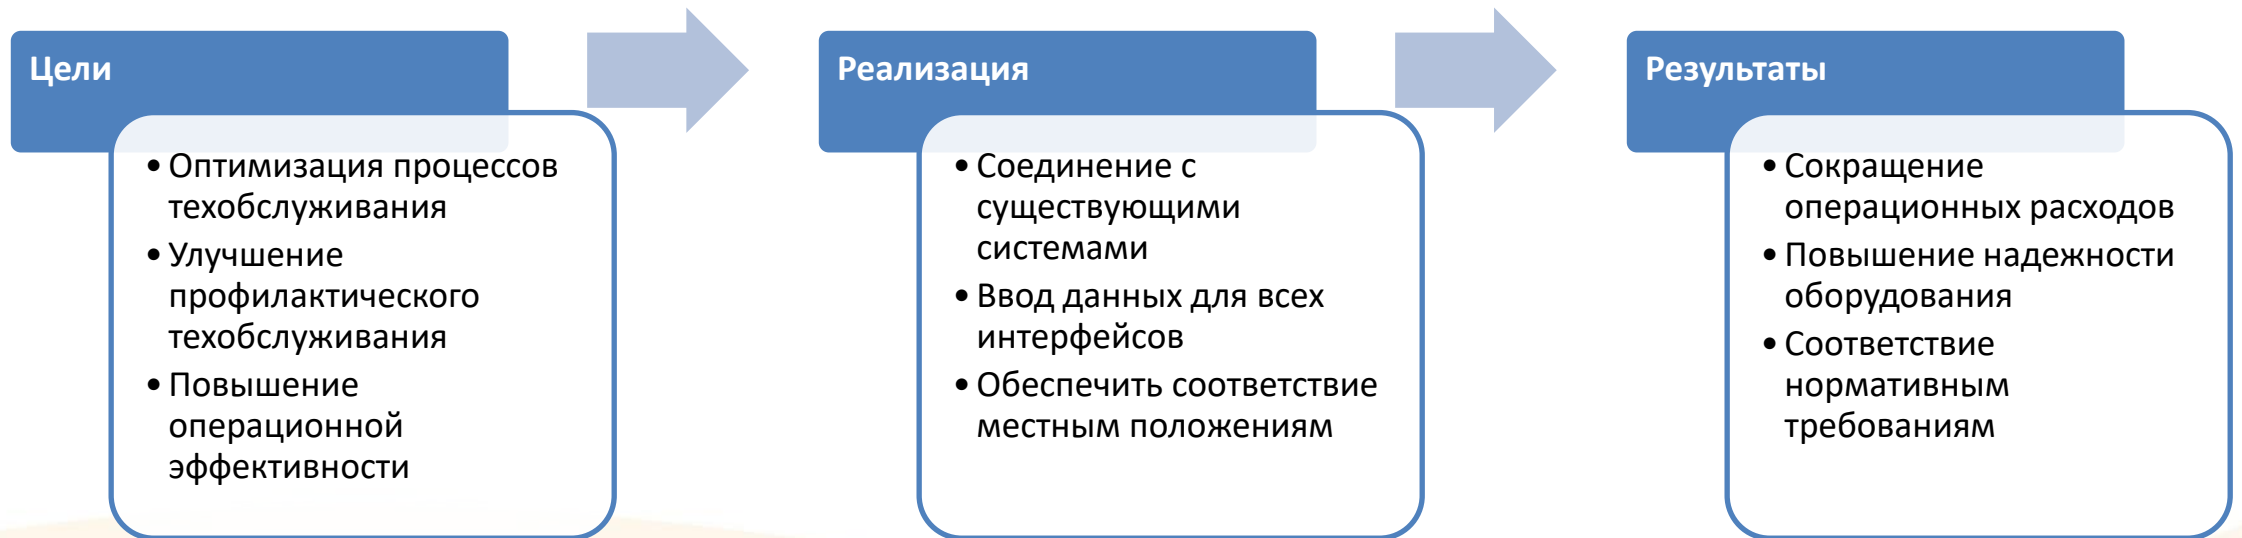 Цели
• Оптимизация процессов
техобслуживания
• Улучшение
профилактического
техобслуживания
• Повышение
операционной
эффективности
Реализация
• Соединение с
существующими
системами
• Ввод данных для всех
интерфейсов
• Обеспечить соответствие
местным положениям
Результаты
• Сокращение
операционных расходов
• Повышение надежности
оборудования
• Соответствие
нормативным
требованиям